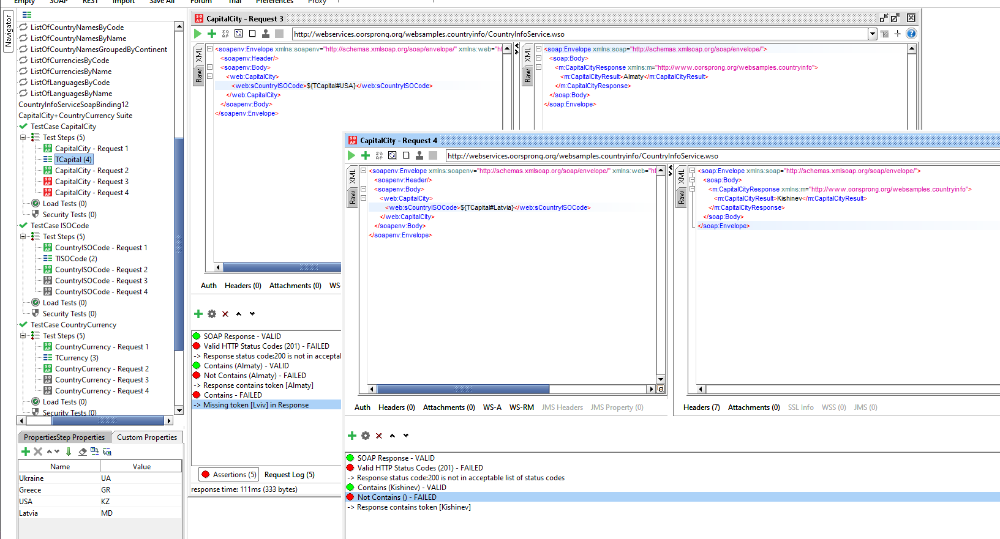 Empty SOAP REST Import Save All Forum Trial Preferences Proxy
Navigator
ListOfCountryNamesByCode
ListOfCountryNamesByName
ListOfCountryNamesGroupedByContinent
ListOfCurrenciesByCode
ListOfCurrenciesByName
ListOfLanguagesByCode
ListOfLanguagesByName
CountryInfoServiceSoapBinding12
CapitalCity+CountryCurrency Suite
TestCase CapitalCity
Test Steps (5)
CapitalCity - Request 1
TCapital (4)
CapitalCity - Request 2
CapitalCity - Request 3
CapitalCity - Request 4
Load Tests (0)
Security Tests (0)
TestCase ISOCode
Test Steps (5)
CountryISOCode - Request 1
TISOCode (2)
CountryISOCode - Request 2
CountryISOCode - Request 3
CountryISOCode - Request 4
Load Tests (0)
Security Tests (0)
TestCase CountryCurrency
Test Steps (5)
CountryCurrency - Request 1
TCurrency (3)
CountryCurrency - Request 2
CountryCurrency - Request 3
CountryCurrency - Request 4
Load Tests (0)
Security Tests (0)
PropertiesStep Properties Custom Properties
Name Value
Ukraine UA
Greece GR
USA KZ
Latvia MD
CapitalCity - Request 3
http://webservices.oorsprong.org/websamples.countryinfo/CountryInfoService.wso
XML
Raw
<soapenv:Envelope xmlns:soapenv="http://schemas.xmlsoap.org/soap/envelope/" xmlns:web="ht
<soapenv:Header/>
<soapenv:Body>
<web:CapitalCity>
<web:sCountryISOCode>${TCapital#USA}</web:sCountryISOCode>
</web:CapitalCity>
</soapenv:Body>
</soapenv:Envelope>
XML
Raw
<soap:Envelope xmlns:soap="http://schemas.xmlsoap.org/soap/envelope/">
<soap:Body>
<m:CapitalCityResponse xmlns:m="http://www.oorsprong.org/websamples.countryinfo">
<m:CapitalCityResult>Almaty</m:CapitalCityResult>
</m:CapitalCityResponse>
</soap:Body>
</soap:Envelope>
Auth Headers (0) Attachments (0) WS-
SOAP Response - VALID
Valid HTTP Status Codes (201) - FAILED
-> Response status code:200 is not in acceptal
Contains (Almaty) - VALID
Not Contains (Almaty) - FAILED
-> Response contains token [Almaty]
Contains - FAILED
-> Missing token [Lviv] in Response
Assertions (5) Request Log (5)
response time: 111ms (333 bytes)
CapitalCity - Request 4
http://webservices.oorsprong.org/websamples.countryinfo/CountryInfoService.wso
XML
Raw
<soapenv:Envelope xmlns:soapenv="http://schemas.xmlsoap.org/soap/envelope/" xmlns:web="ht
<soapenv:Header/>
<soapenv:Body>
<web:CapitalCity>
<web:sCountryISOCode>${TCapital#Latvia}</web:sCountryISOCode>
</web:CapitalCity>
</soapenv:Body>
</soapenv:Envelope>
XML
Raw
<soap:Envelope xmlns:soap="http://schemas.xmlsoap.org/soap/envelope/">
<soap:Body>
<m:CapitalCityResponse xmlns:m="http://www.oorsprong.org/websamples.countryinfo">
<m:CapitalCityResult>Kishinev</m:CapitalCityResult>
</m:CapitalCityResponse>
</soap:Body>
</soap:Envelope>
Auth Headers (0) Attachments (0) WS-A WS-RM JMS Headers JMS Property (0)
Headers (7) Attachments (0) SSL Info WSS (0) JMS (0)
SOAP Response - VALID
Valid HTTP Status Codes (201) - FAILED
-> Response status code:200 is not in acceptable list of status codes
Contains (Kishinev) - VALID
Not Contains () - FAILED
-> Response contains token [Kishinev]